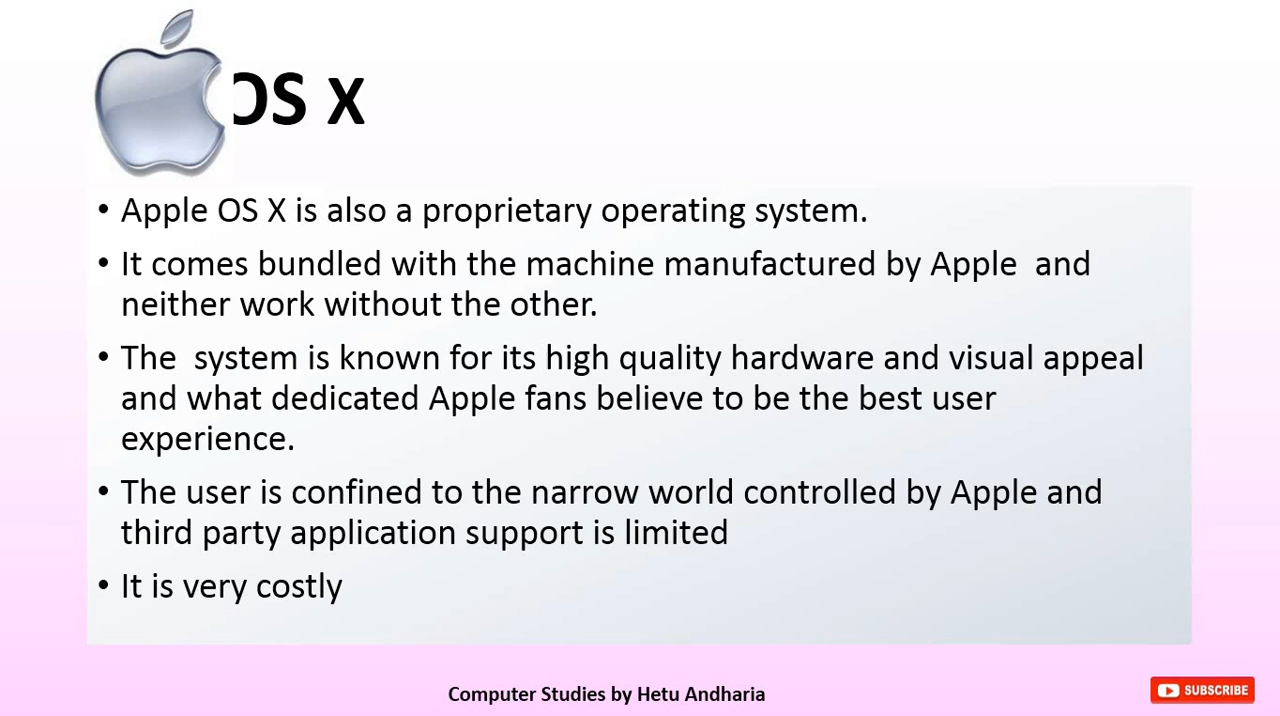 OS X
• Apple OS X is also a proprietary operating system.
• It comes bundled with the machine manufactured by Apple  and
neither work without the other.
• The  system is known for its high quality hardware and visual appeal
and what dedicated Apple fans believe to be the best user
experience.
• The user is confined to the narrow world controlled by Apple and
third party application support is limited
• It is very costly
Computer Studies by Hetu Andharia
SUBSCRIBE